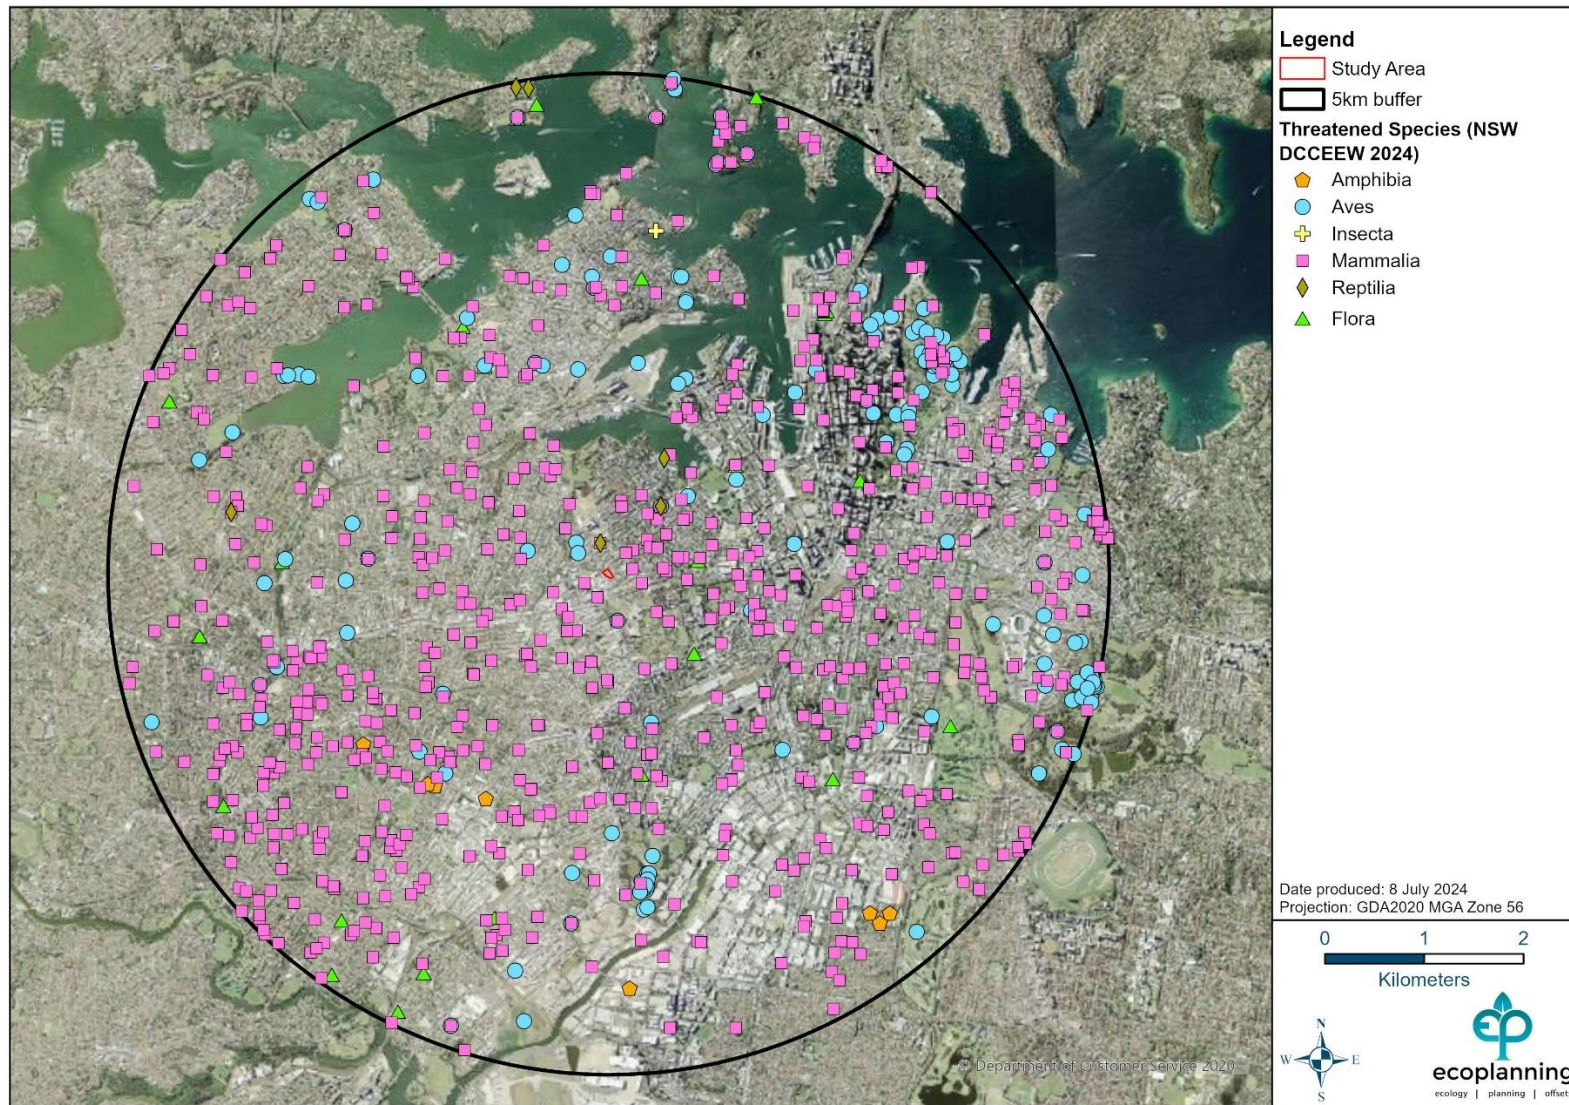 Legend
Study Area
5km buffer
Threatened Species (NSW
DCCEEW 2024)
Amphibia
Aves
Insecta
Mammalia
Reptilia
Flora
Date produced: 8 July 2024
Projection: GDA2020 MGA Zone 56
0 1 2
Kilometers
N
W E
S
ep
ecoplanning
ecology | planning | offsets
© Department of Customer Service 2020